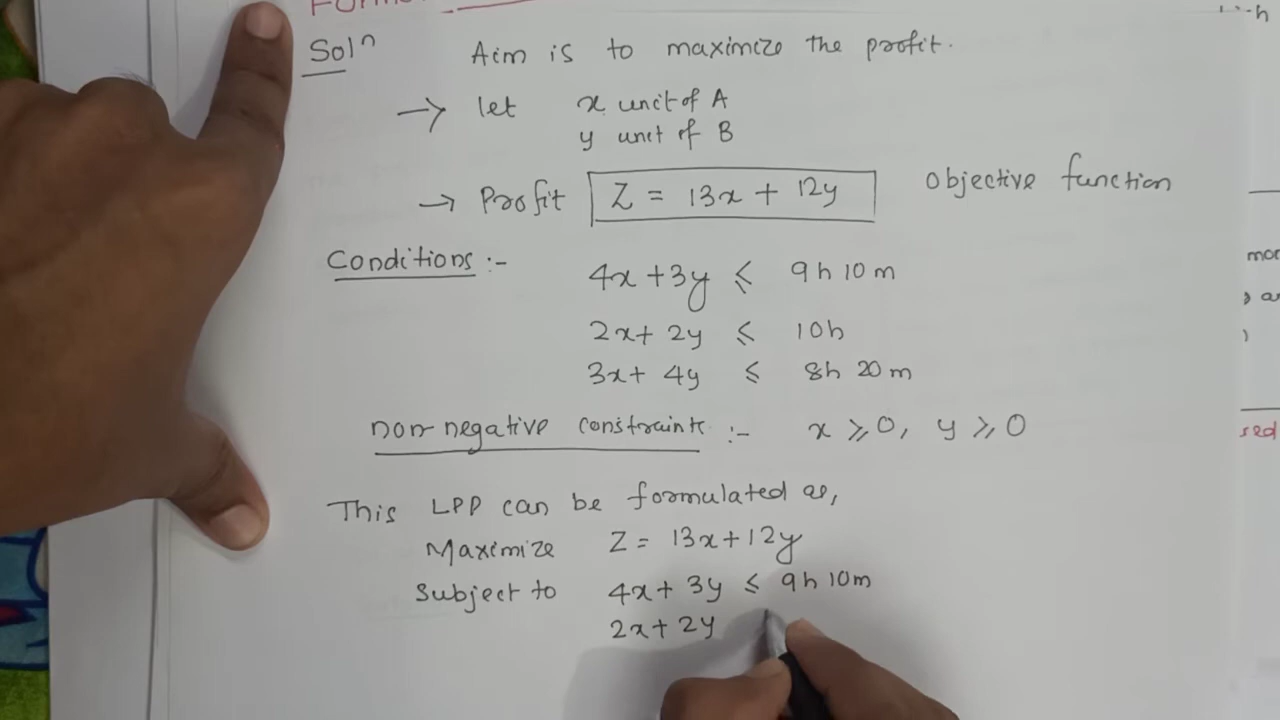 Solⁿ Aim is to maximize the profit.
→ let x unit of A
y unit of B
→ Profit Z = 13x + 12y Objective function
Conditions :-
4x + 3y ⩽ 9h 10m
2x + 2y ⩽ 10h
3x + 4y ⩽ 8h 20m
non-negative constraints :- x ⩾ 0, y ⩾ 0
This LPP can be formulated as,
Maximize Z = 13x + 12y
Subject to 4x + 3y ⩽ 9h 10m
2x + 2y